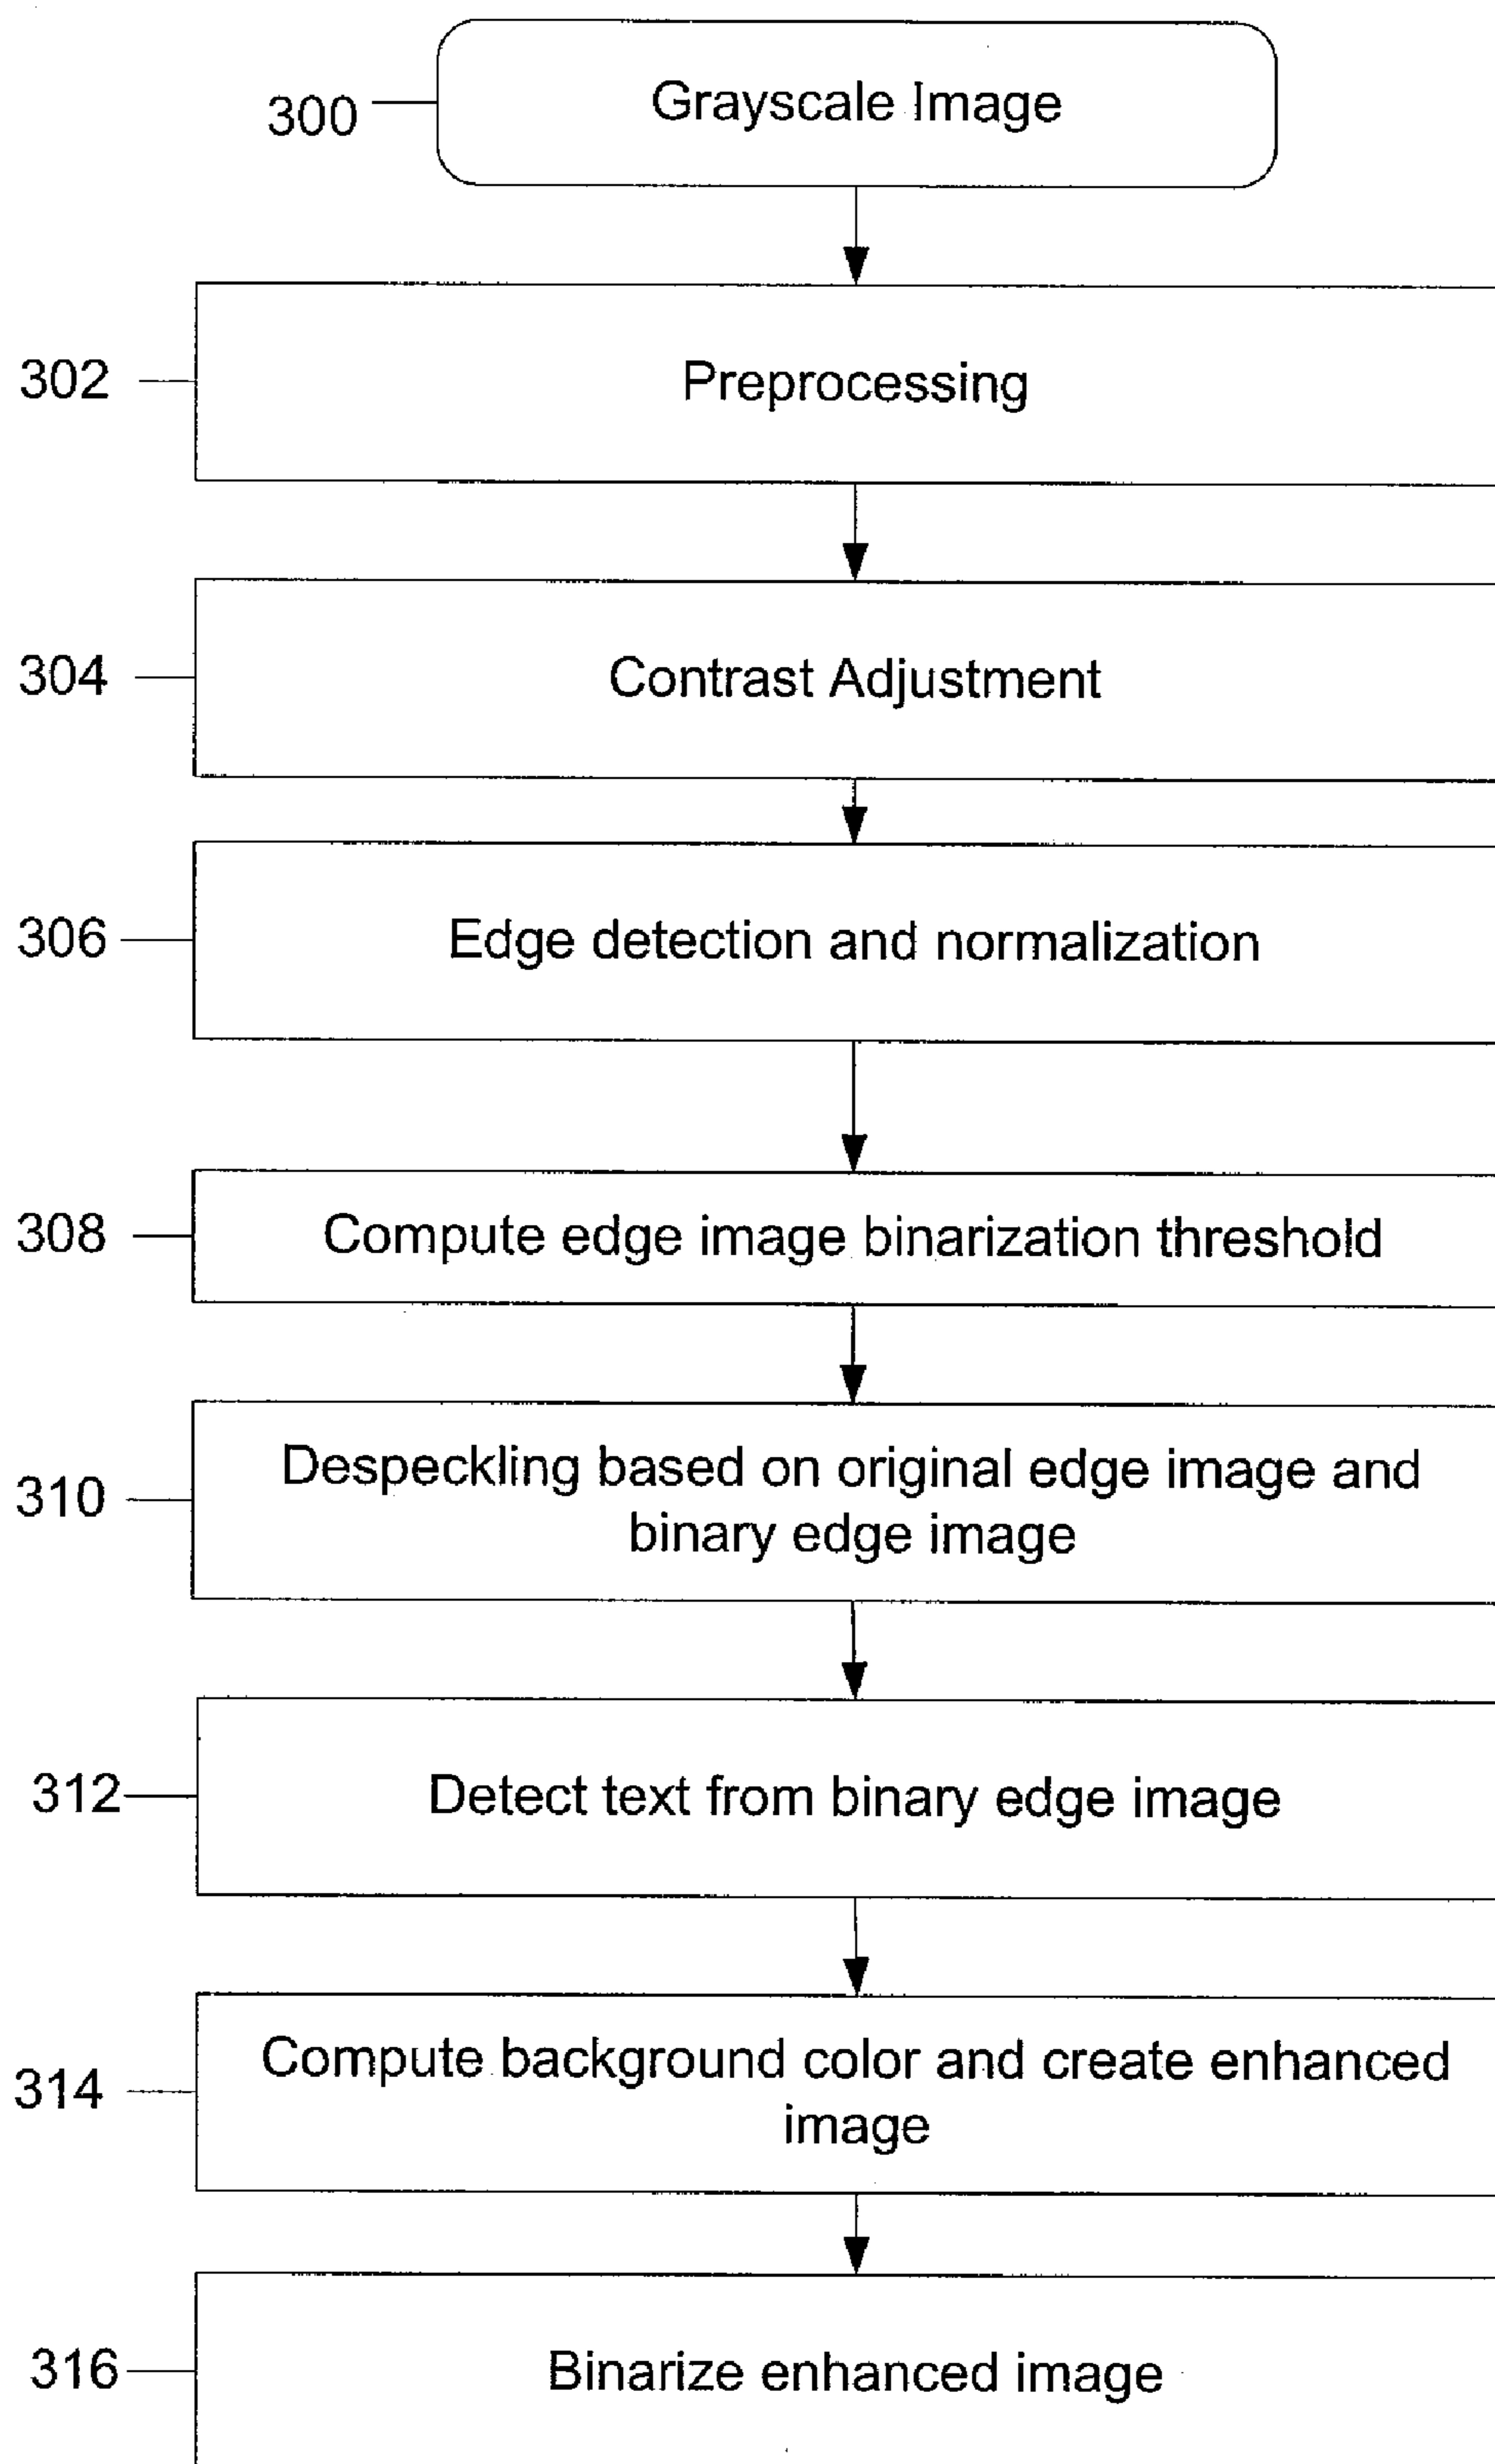 300
Grayscale Image
302
Preprocessing
304
Contrast Adjustment
306
Edge detection and normalization
308
Compute edge image binarization threshold
310
Despeckling based on original edge image and
binary edge image
312
Detect text from binary edge image
314
Compute background color and create enhanced
image
316
Binarize enhanced image